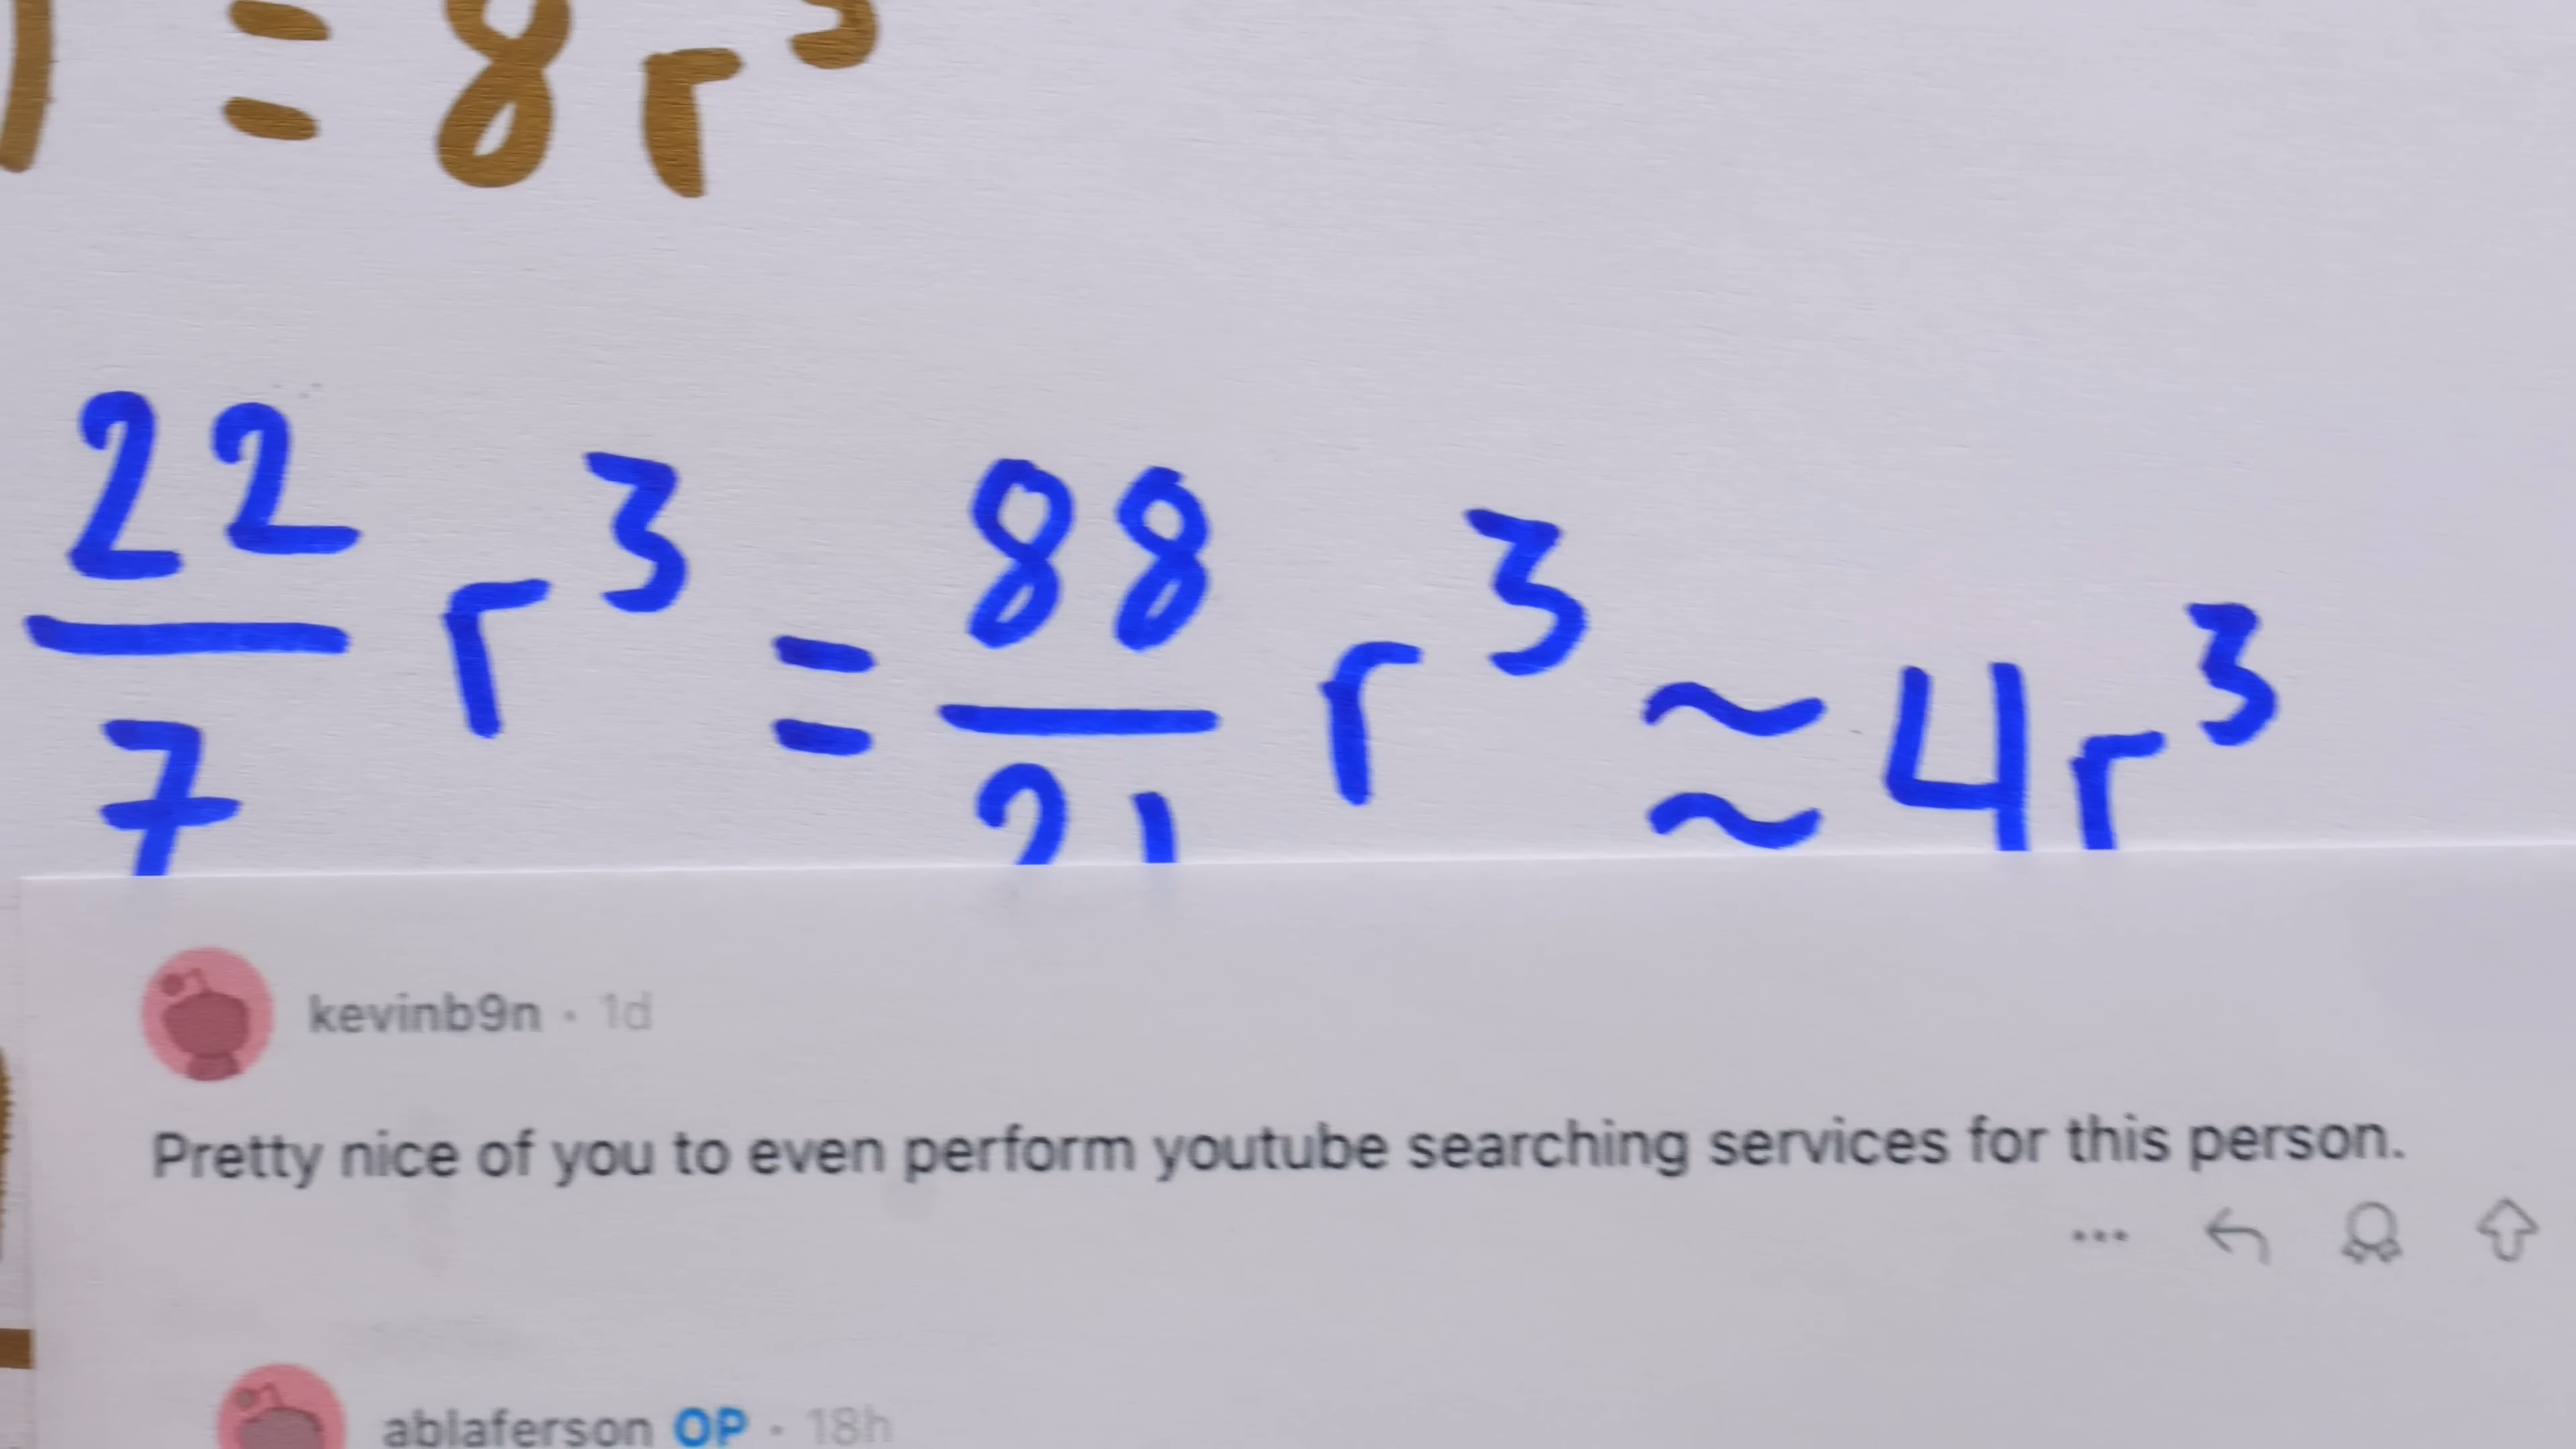 = 8r³
22/7 r³ = 88/21 r³ ≈ 4r³
kevinb9n · 1d
Pretty nice of you to even perform youtube searching services for this person.
ablaferson OP · 18h